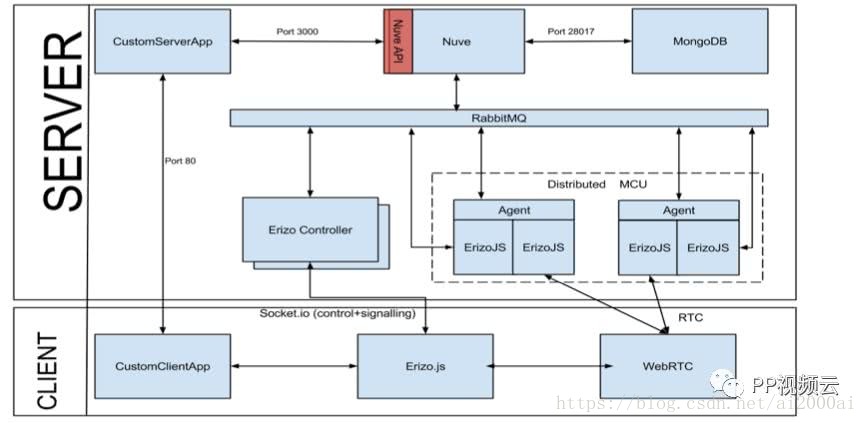 SERVER
CustomServerApp
Port 3000
Nuve API
Nuve
Port 28017
MongoDB
RabbitMQ
Port 80
Distributed MCU
Erizo Controller
Agent
ErizoJS
ErizoJS
Agent
ErizoJS
ErizoJS
Socket.io (control+signalling)
RTC
CLIENT
CustomClientApp
Erizo.js
WebRTC
PP视频云
https://blog.csdn.net/ai2000ai